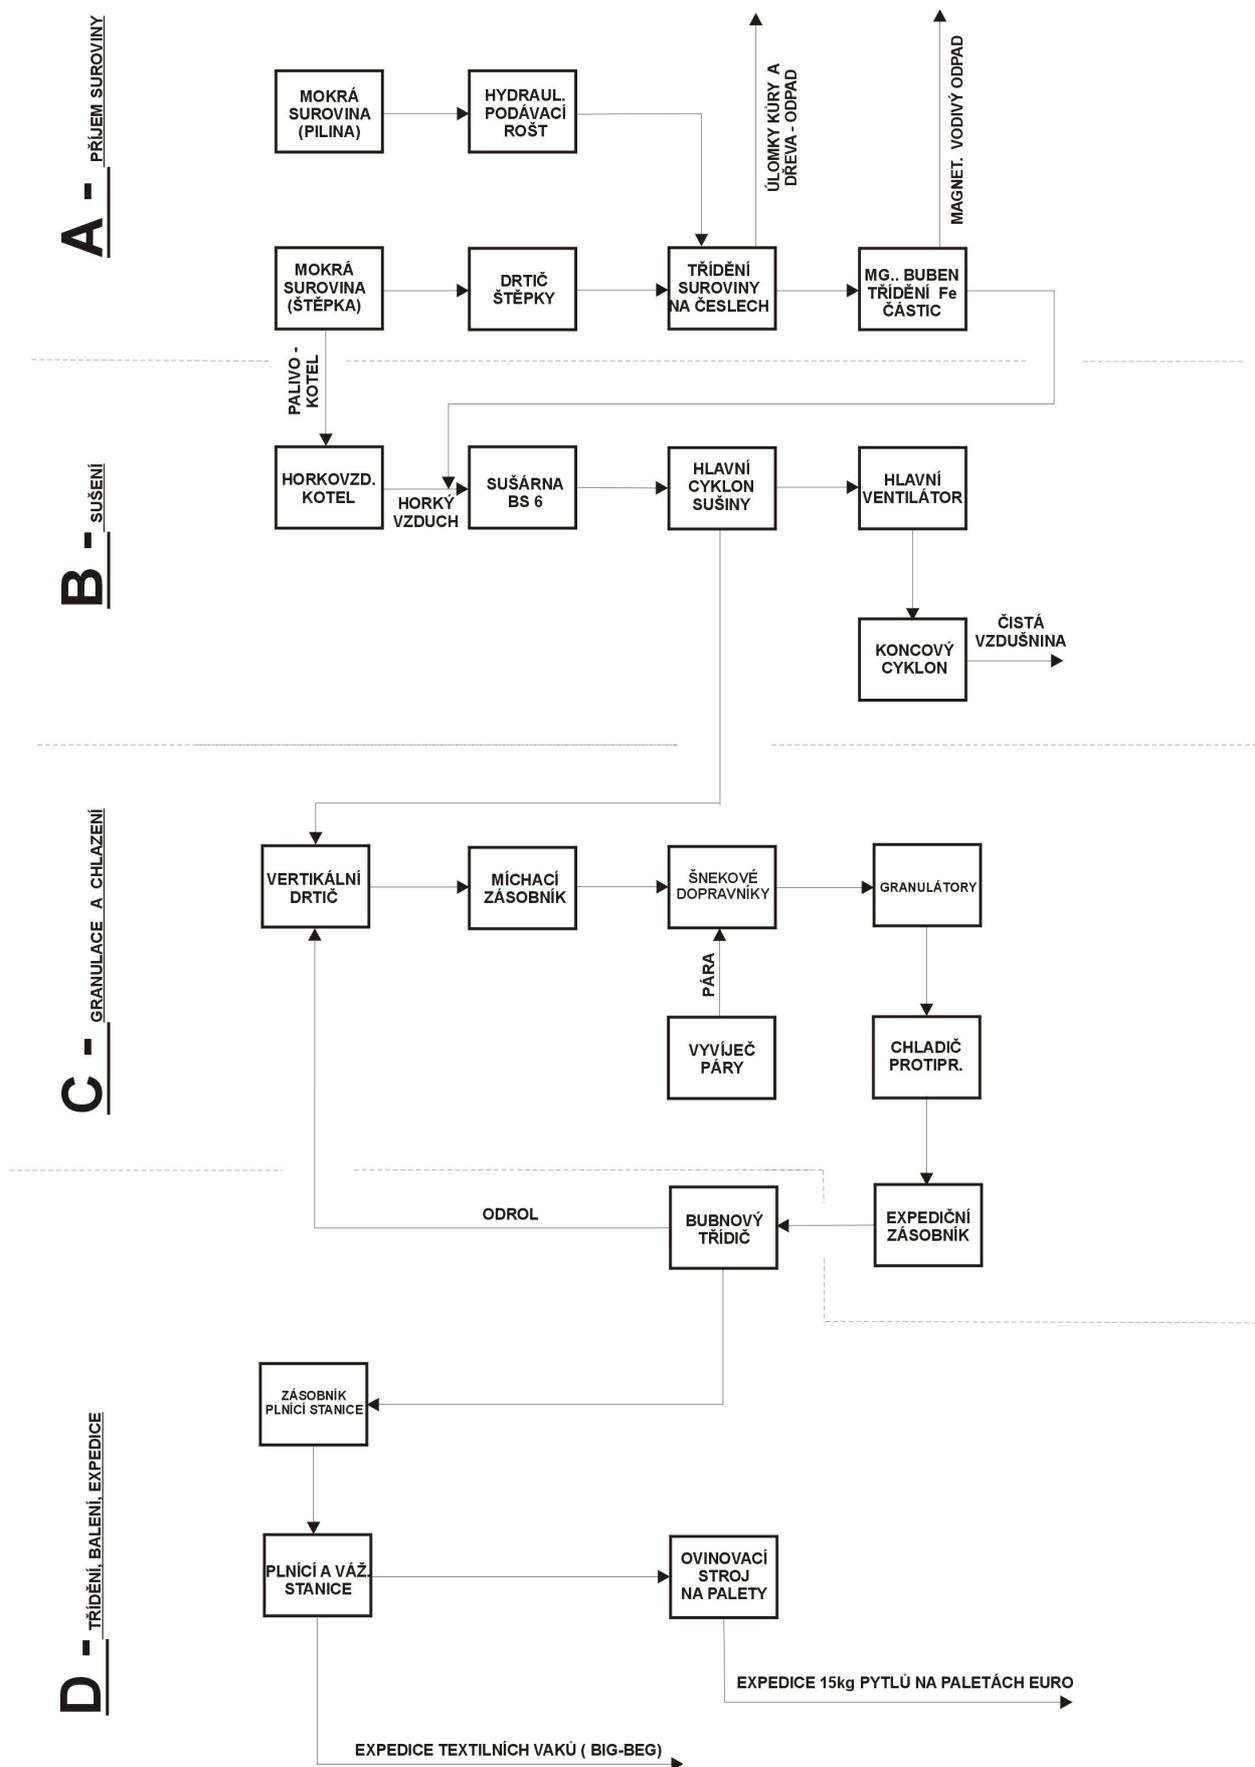 A - PŘÍJEM SUROVINY
MOKRÁ
SUROVINA
(PILINA)
HYDRAUL.
PODÁVACÍ
ROŠT
ÚLOMKY KŮRY A
DŘEVA - ODPAD
MAGNET. VODIVÝ ODPAD
MOKRÁ
SUROVINA
(ŠTĚPKA)
DRTIČ
ŠTĚPKY
TŘÍDĚNÍ
SUROVINY
NA ČESLECH
MG.. BUBEN
TŘÍDĚNÍ Fe
ČÁSTIC
PALIVO -
KOTEL
B - SUŠENÍ
HORKOVZD.
KOTEL
HORKÝ
VZDUCH
SUŠÁRNA
BS 6
HLAVNÍ
CYKLON
SUŠINY
HLAVNÍ
VENTILÁTOR
KONCOVÝ
CYKLON
ČISTÁ
VZDUŠNINA
C - GRANULACE A CHLAZENÍ
VERTIKÁLNÍ
DRTIČ
MÍCHACÍ
ZÁSOBNÍK
ŠNEKOVÉ
DOPRAVNÍKY
GRANULÁTORY
PÁRA
VYVÍJEČ
PÁRY
CHLADIČ
PROTIPR.
ODROL
BUBNOVÝ
TŘÍDIČ
EXPEDIČNÍ
ZÁSOBNÍK
D - TŘÍDĚNÍ, BALENÍ, EXPEDICE
ZÁSOBNÍK
PLNÍCÍ STANICE
PLNÍCÍ A VÁŽ.
STANICE
OVINOVACÍ
STROJ
NA PALETY
EXPEDICE 15kg PYTLŮ NA PALETÁCH EURO
EXPEDICE TEXTILNÍCH VAKŮ ( BIG-BEG)